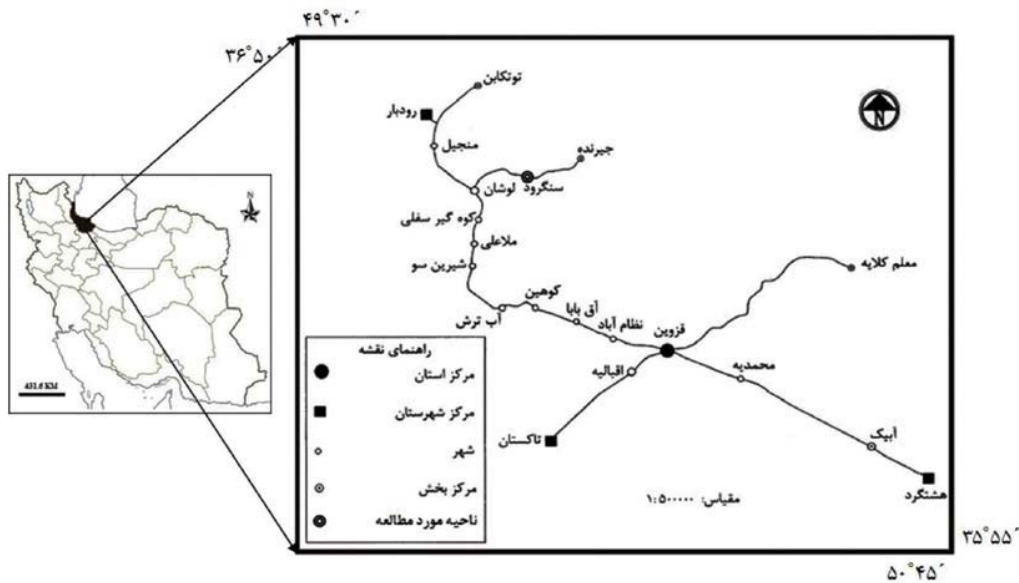 ۴۹°۳۰´
۳۶°۵۰´
توتکابن
رودبار
N
منجیل
جیرنده
سنگرود
لوشان
کوه گیر سفلی
ملاعلی
شیرین سو
معلم کلایه
کوهین
آب ترش
آق بابا
نظام آباد
قزوین
اقبالیه
محمدیه
تاکستان
آبیک
هشتگرد
راهنمای نقشه
مرکز استان
مرکز شهرستان
شهر
مرکز بخش
ناحیه مورد مطالعه
مقیاس: ۱:۵۰۰۰۰۰
N
431.6 KM
۳۵°۵۵´
۵۰°۴۵´